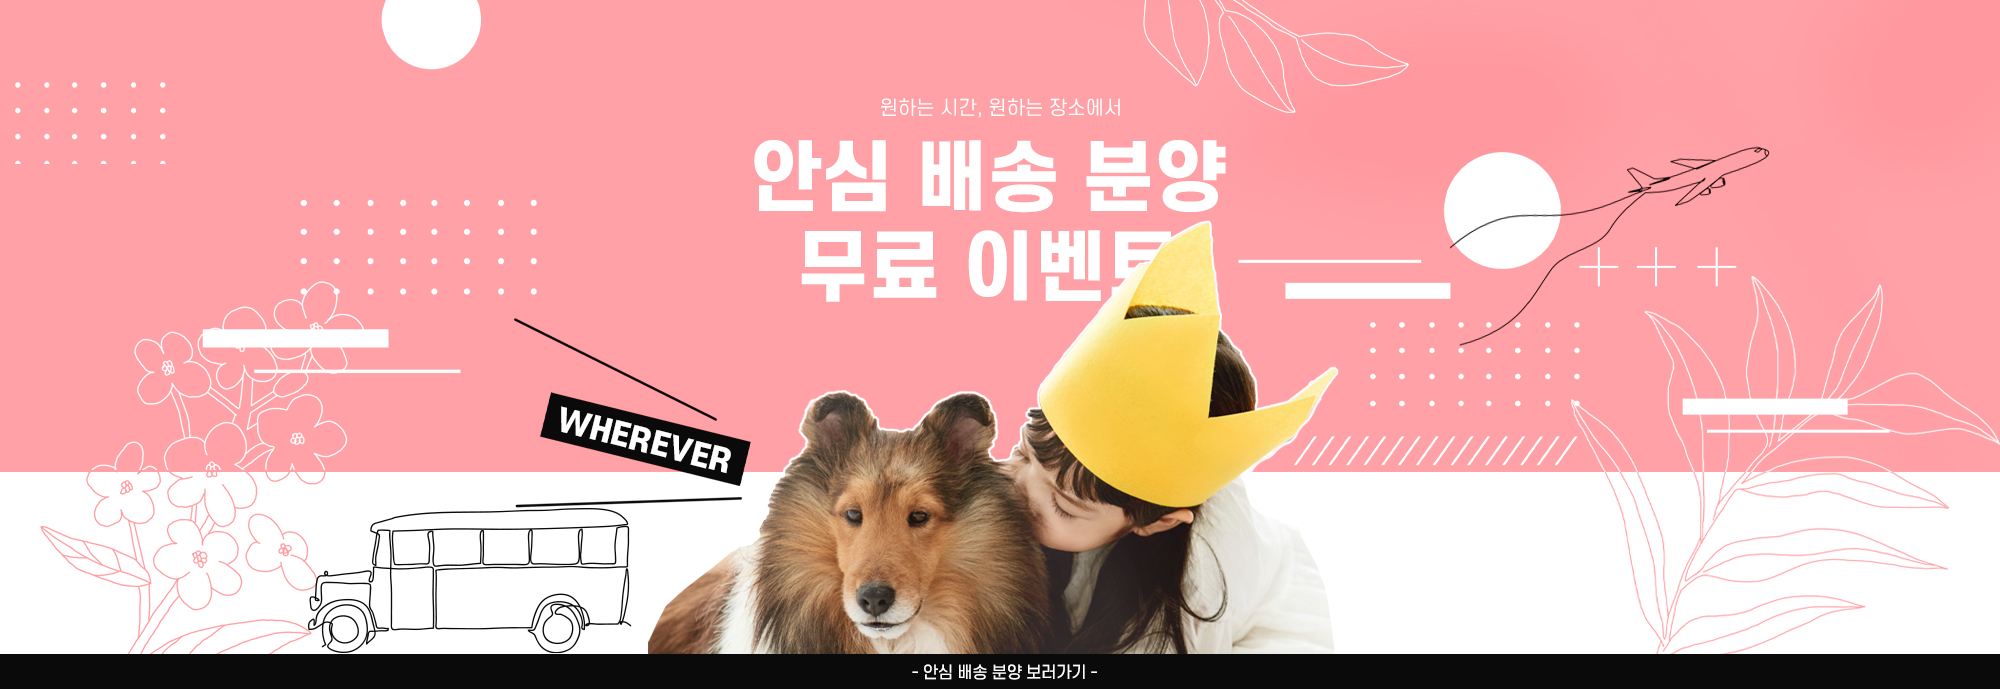 원하는 시간, 원하는 장소에서
안심 배송 분양
무료 이벤트
WHEREVER
- 안심 배송 분양 보러가기 -